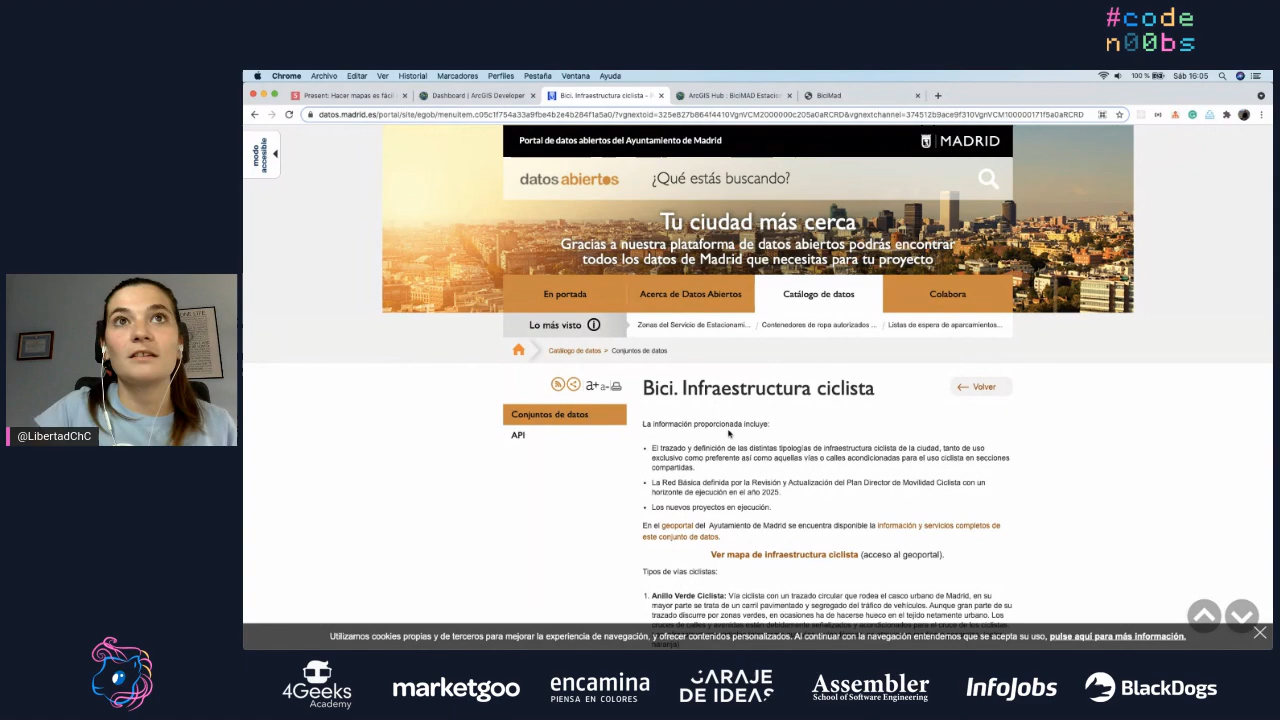 #code
n00bs
Chrome Archivo Editar Ver Historial Marcadores Perfiles Pestaña Ventana Ayuda
100 % Sáb 16:05
Present: Hacer mapas es fácil
Dashboard | ArcGIS Developer
Bici. Infraestructura ciclista - P
ArcGIS Hub : BiciMAD Estacion
BiciMad
modo
accesible
Portal de datos abiertos del Ayuntamiento de Madrid
MADRID
datos abiertos
¿Qué estás buscando?
Tu ciudad más cerca
Gracias a nuestra plataforma de datos abiertos podrás encontrar
todos los datos de Madrid que necesitas para tu proyecto
En portada
Acerca de Datos Abiertos
Catálogo de datos
Colabora
Lo más visto
Zonas del Servicio de Estacionami... / Contenedores de ropa autorizados ... / Listas de espera de aparcamientos...
Catálogo de datos > Conjuntos de datos
a+ a-
Bici. Infraestructura ciclista
Volver
Conjuntos de datos
API
La información proporcionada incluye:
• El trazado y definición de las distintas tipologías de infraestructura ciclista de la ciudad, tanto de uso
exclusivo como preferente así como aquellas vías o calles acondicionadas para el uso ciclista en secciones
compartidas.
• La Red Básica definida por la Revisión y Actualización del Plan Director de Movilidad Ciclista con un
horizonte de ejecución en el año 2025.
• Los nuevos proyectos en ejecución.
En el geoportal del Ayutamiento de Madrid se encuentra disponible la información y servicios completos de
este conjunto de datos.
Ver mapa de infraestructura ciclista (acceso al geoportal).
Tipos de vías ciclistas:
1. Anillo Verde Ciclista: Vía ciclista con un trazado circular que rodea el casco urbano de Madrid, en su
mayor parte se trata de un carril pavimentado y segregado del tráfico de vehículos. Aunque gran parte de su
trazado discurre por zonas verdes, en ocasiones ha de hacerse hueco en el tejido netamente urbano. Los
Utilizamos cookies propias y de terceros para mejorar la experiencia de navegación, y ofrecer contenidos personalizados. Al continuar con la navegación entendemos que se acepta su uso, pulse aquí para más información.
@LibertadChC
4Geeks
Academy
marketgoo
encamina
PIENSA EN COLORES
GARAJE
DE IDEAS
Assembler
School of Software Engineering
InfoJobs
BlackDogs